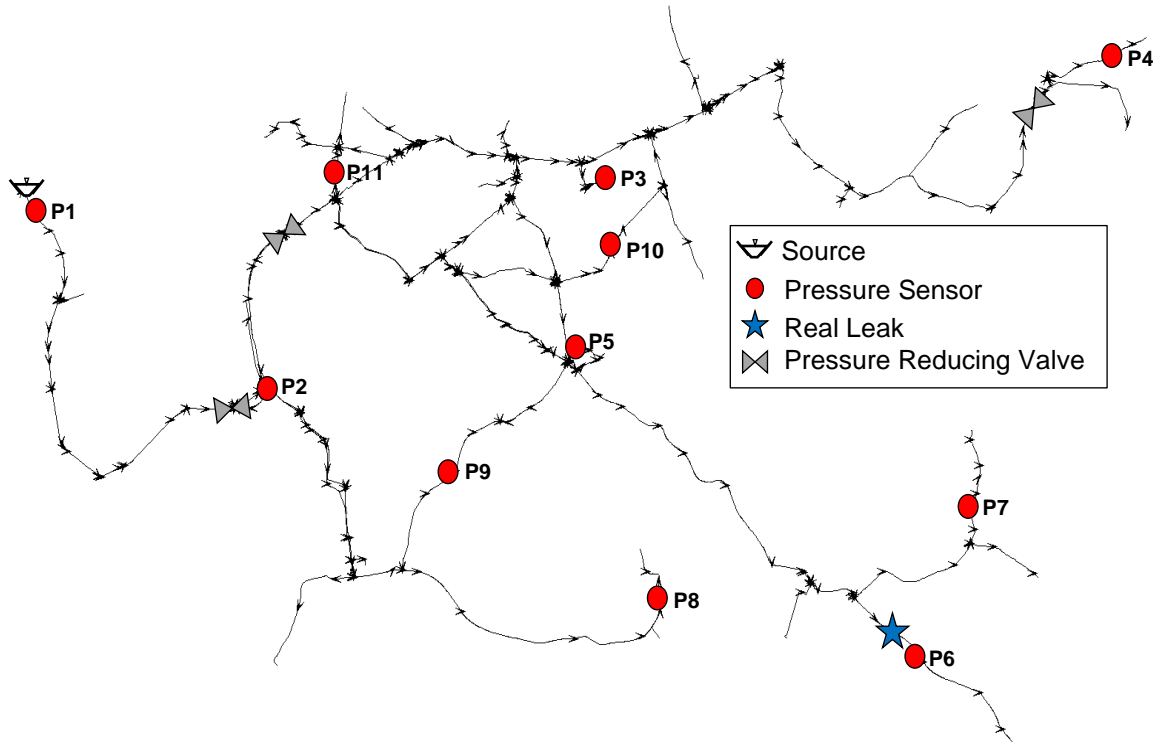 P4
P11
P3
P1
P10
Source
Pressure Sensor
Real Leak
Pressure Reducing Valve
P5
P2
P9
P7
P8
P6